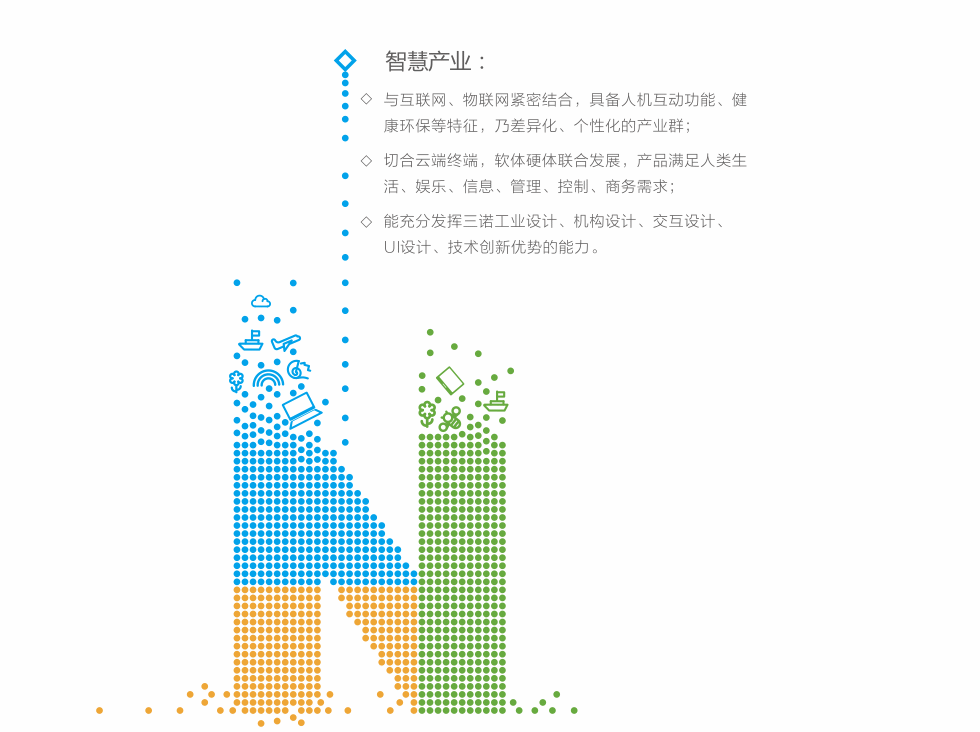 智慧产业：
与互联网、物联网紧密结合，具备人机互动功能、健
康环保等特征，乃差异化、个性化的产业群；
切合云端终端，软体硬体联合发展，产品满足人类生
活、娱乐、信息、管理、控制、商务需求；
能充分发挥三诺工业设计、机构设计、交互设计、
UI设计、技术创新优势的能力。